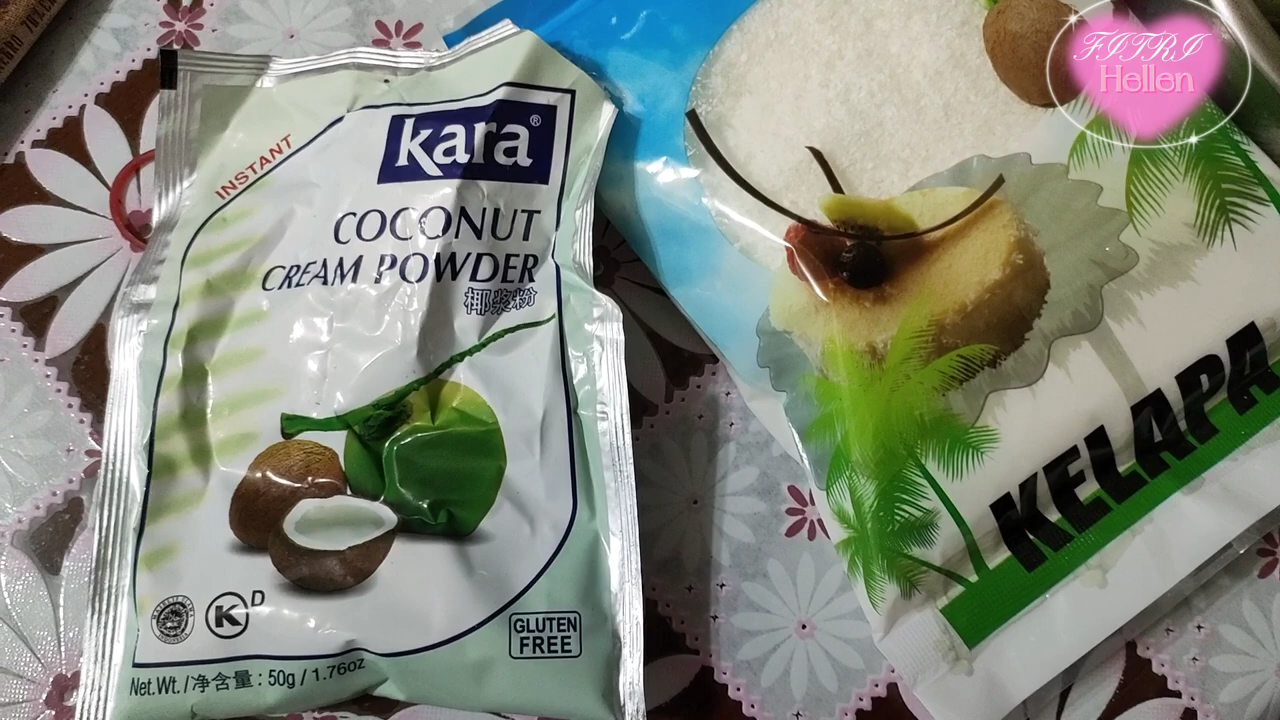 INSTANT
kara®
COCONUT
CREAM POWDER
椰浆粉
K D
GLUTEN
FREE
Net.Wt. / 净含量 : 50g / 1.76oz
KELAPA
FITRI
Hellen